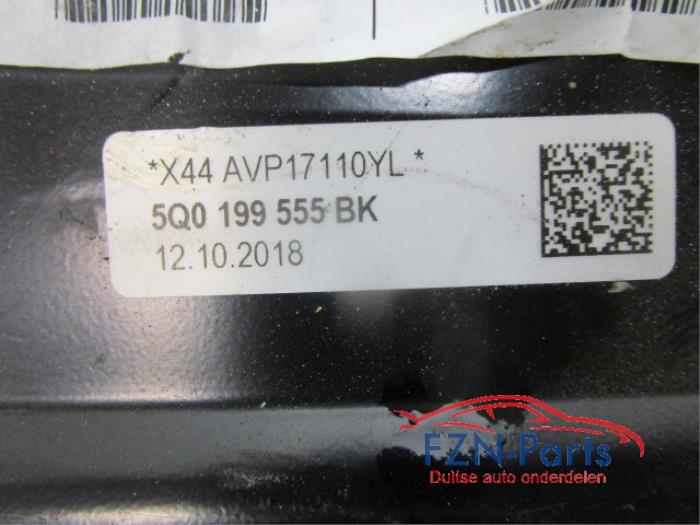 *X44 AVP17110YL *
5Q0 199 555 BK
12.10.2018
FZN-Parts
Duitse auto onderdelen